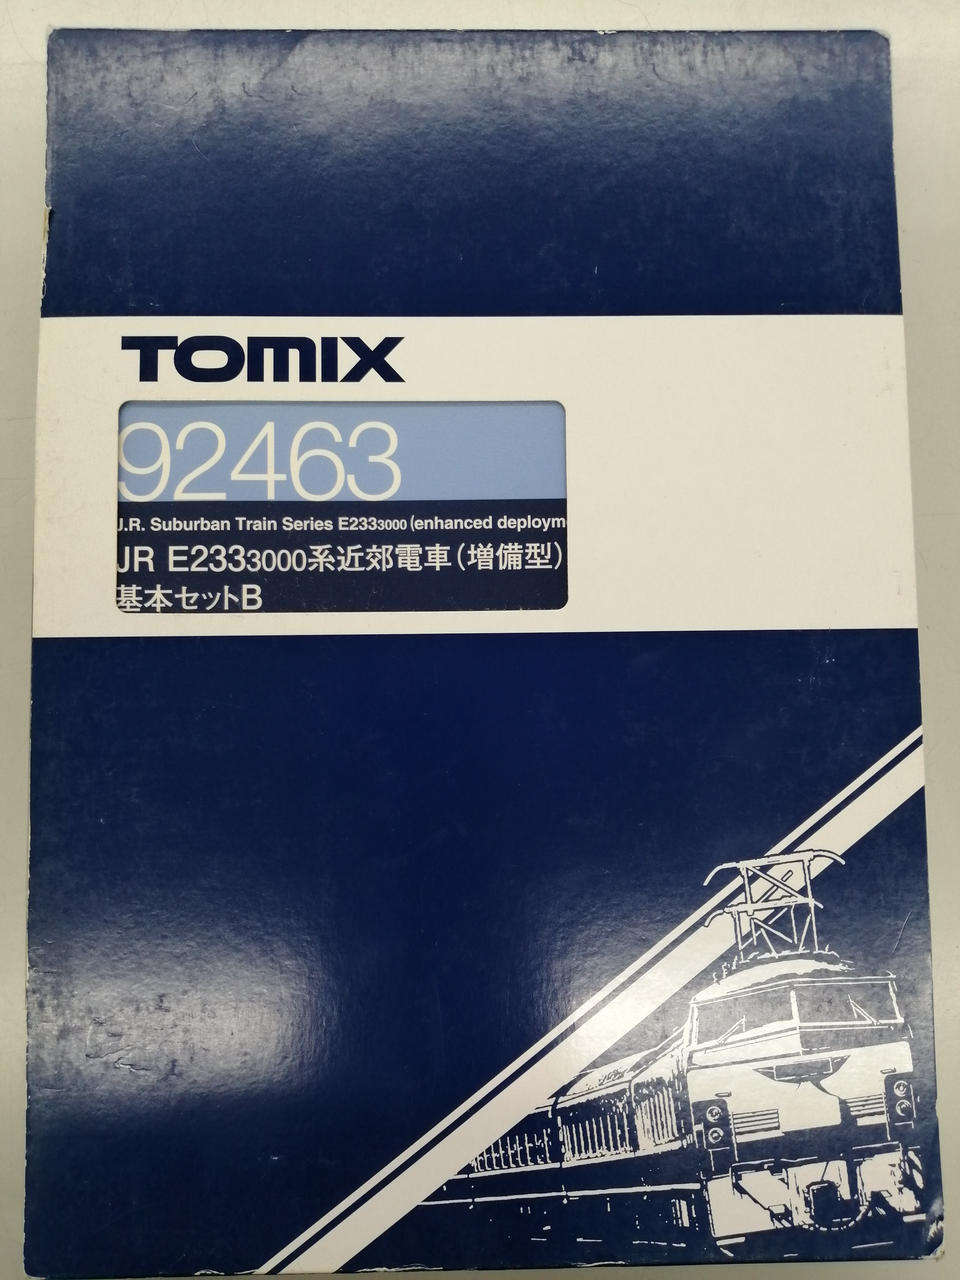 TOMIX
92463
J.R. Suburban Train Series E2333000 (enhanced deploym
JR E2333000系近郊電車(増備型)
基本セットB